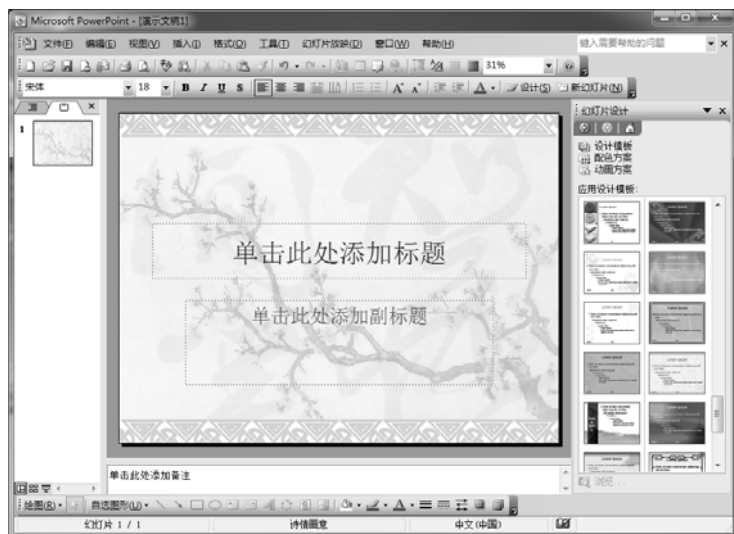 Microsoft PowerPoint - [演示文稿1]
文件(F) 编辑(E) 视图(V) 插入(I) 格式(O) 工具(T) 幻灯片放映(D) 窗口(W) 帮助(H) 键入需要帮助的问题
31%
宋体 18 B I U S A A A 设计(S) 新幻灯片(N)
幻灯片设计
1
设计模板
配色方案
动画方案
应用设计模板:
单击此处添加标题
单击此处添加副标题
单击此处添加备注
浏览...
绘图(R) 自选图形(U) A
幻灯片 1 / 1 诗情画意 中文(中国)